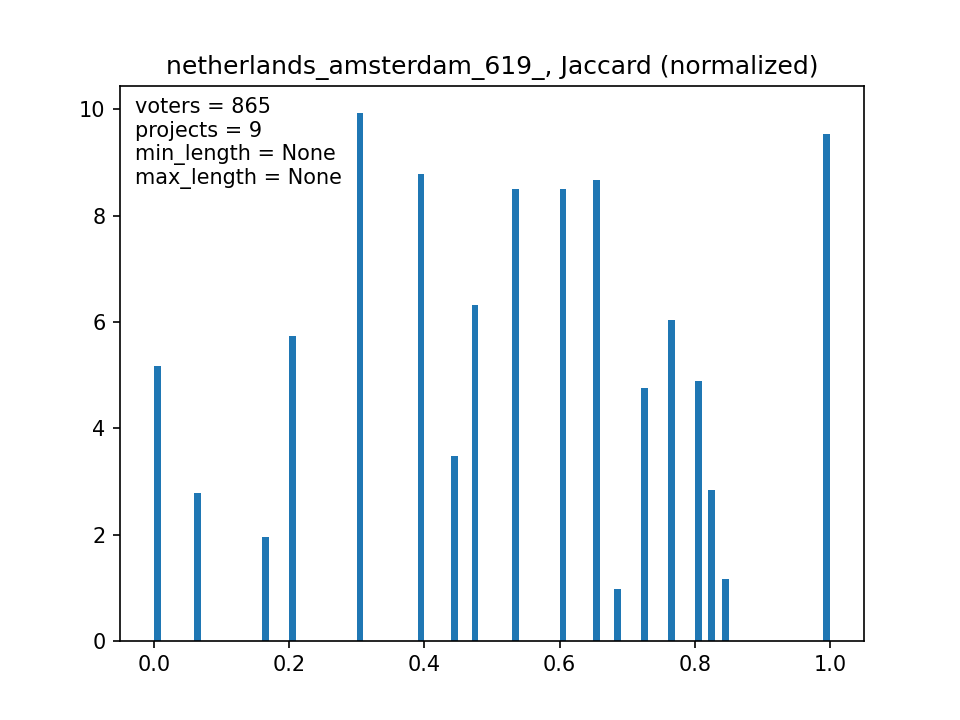 netherlands_amsterdam_619_, Jaccard (normalized)
voters = 865
projects = 9
min_length = None
max_length = None
10
8
6
4
2
0
0.0 0.2 0.4 0.6 0.8 1.0